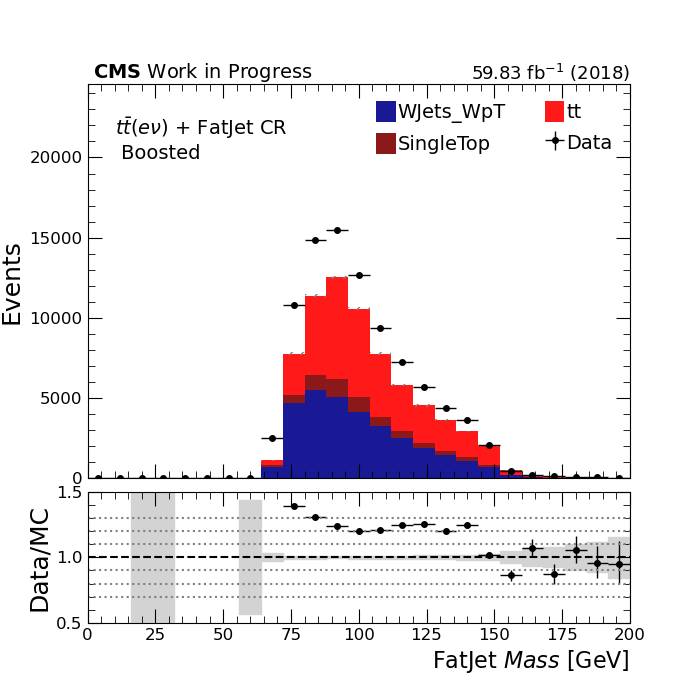 CMS Work in Progress 59.83 fb⁻¹ (2018)
tt̄(eν) + FatJet CR
Boosted
WJets_WpT tt
SingleTop Data
Events
20000
15000
10000
5000
0
Data/MC
1.5
1.0
0.5
0 25 50 75 100 125 150 175 200
FatJet Mass [GeV]